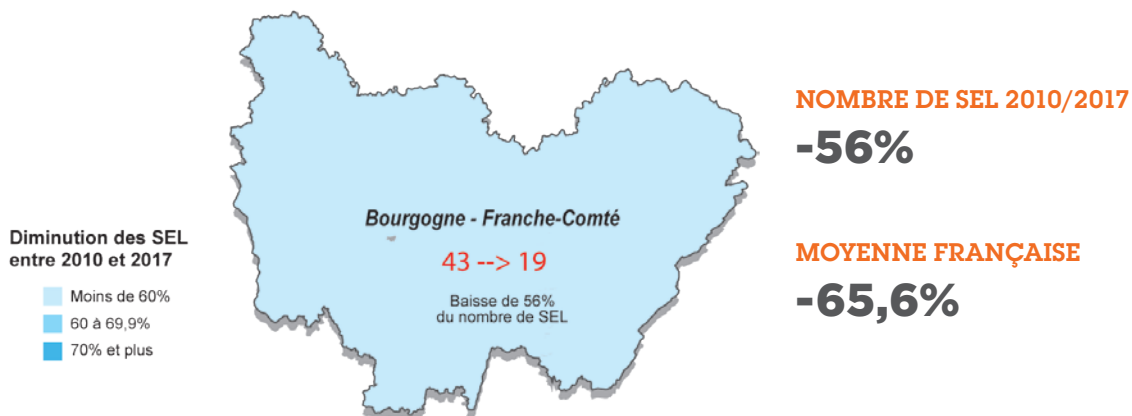 NOMBRE DE SEL 2010/2017
-56%
Bourgogne - Franche-Comté
43 --> 19
Baisse de 56%
du nombre de SEL
MOYENNE FRANÇAISE
-65,6%
Diminution des SEL
entre 2010 et 2017
Moins de 60%
60 à 69,9%
70% et plus